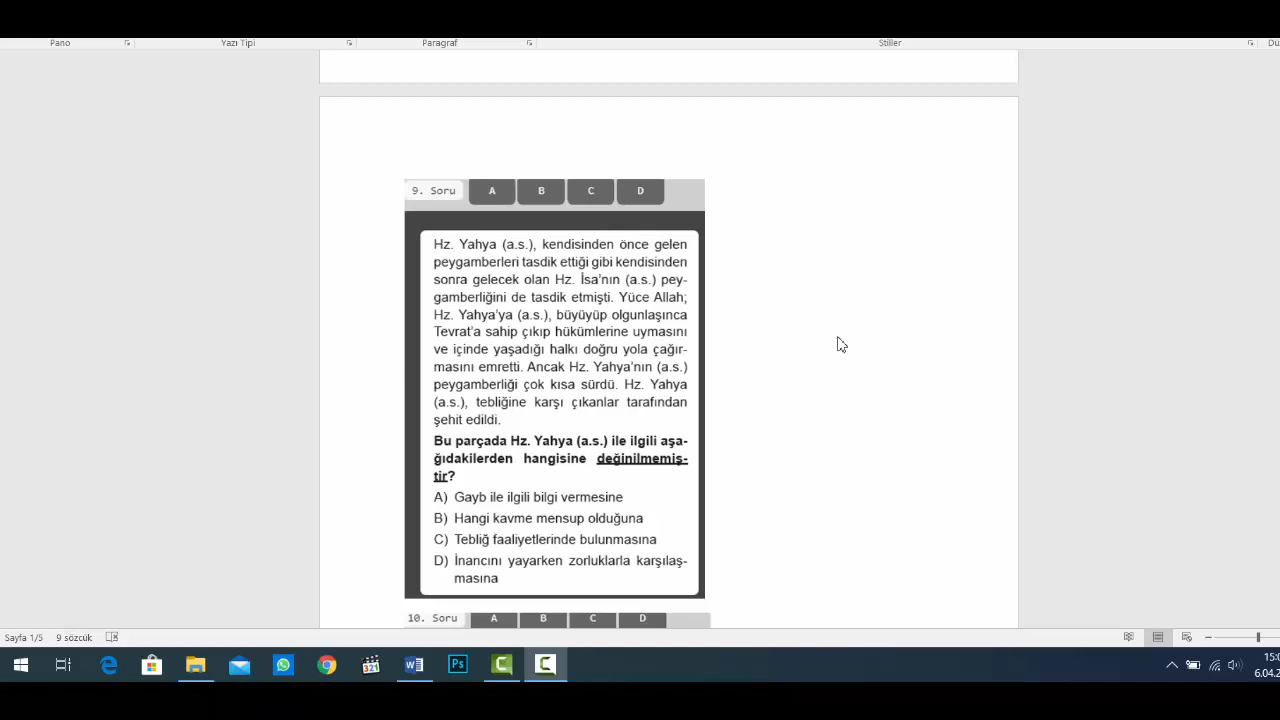 Pano Yazı Tipi Paragraf Stiller
9. Soru A B C D
Hz. Yahya (a.s.), kendisinden önce gelen
peygamberleri tasdik ettiği gibi kendisinden
sonra gelecek olan Hz. İsa'nın (a.s.) pey-
gamberliğini de tasdik etmişti. Yüce Allah;
Hz. Yahya'ya (a.s.), büyüyüp olgunlaşınca
Tevrat'a sahip çıkıp hükümlerine uymasını
ve içinde yaşadığı halkı doğru yola çağır-
masını emretti. Ancak Hz. Yahya'nın (a.s.)
peygamberliği çok kısa sürdü. Hz. Yahya
(a.s.), tebliğine karşı çıkanlar tarafından
şehit edildi.
Bu parçada Hz. Yahya (a.s.) ile ilgili aşa-
ğıdakilerden hangisine değinilmemiş-
tir?
A) Gayb ile ilgili bilgi vermesine
B) Hangi kavme mensup olduğuna
C) Tebliğ faaliyetlerinde bulunmasına
D) İnancını yayarken zorluklarla karşılaş-
masına
10. Soru A B C D
Sayfa 1/5 9 sözcük
321 Ps
6.04.2